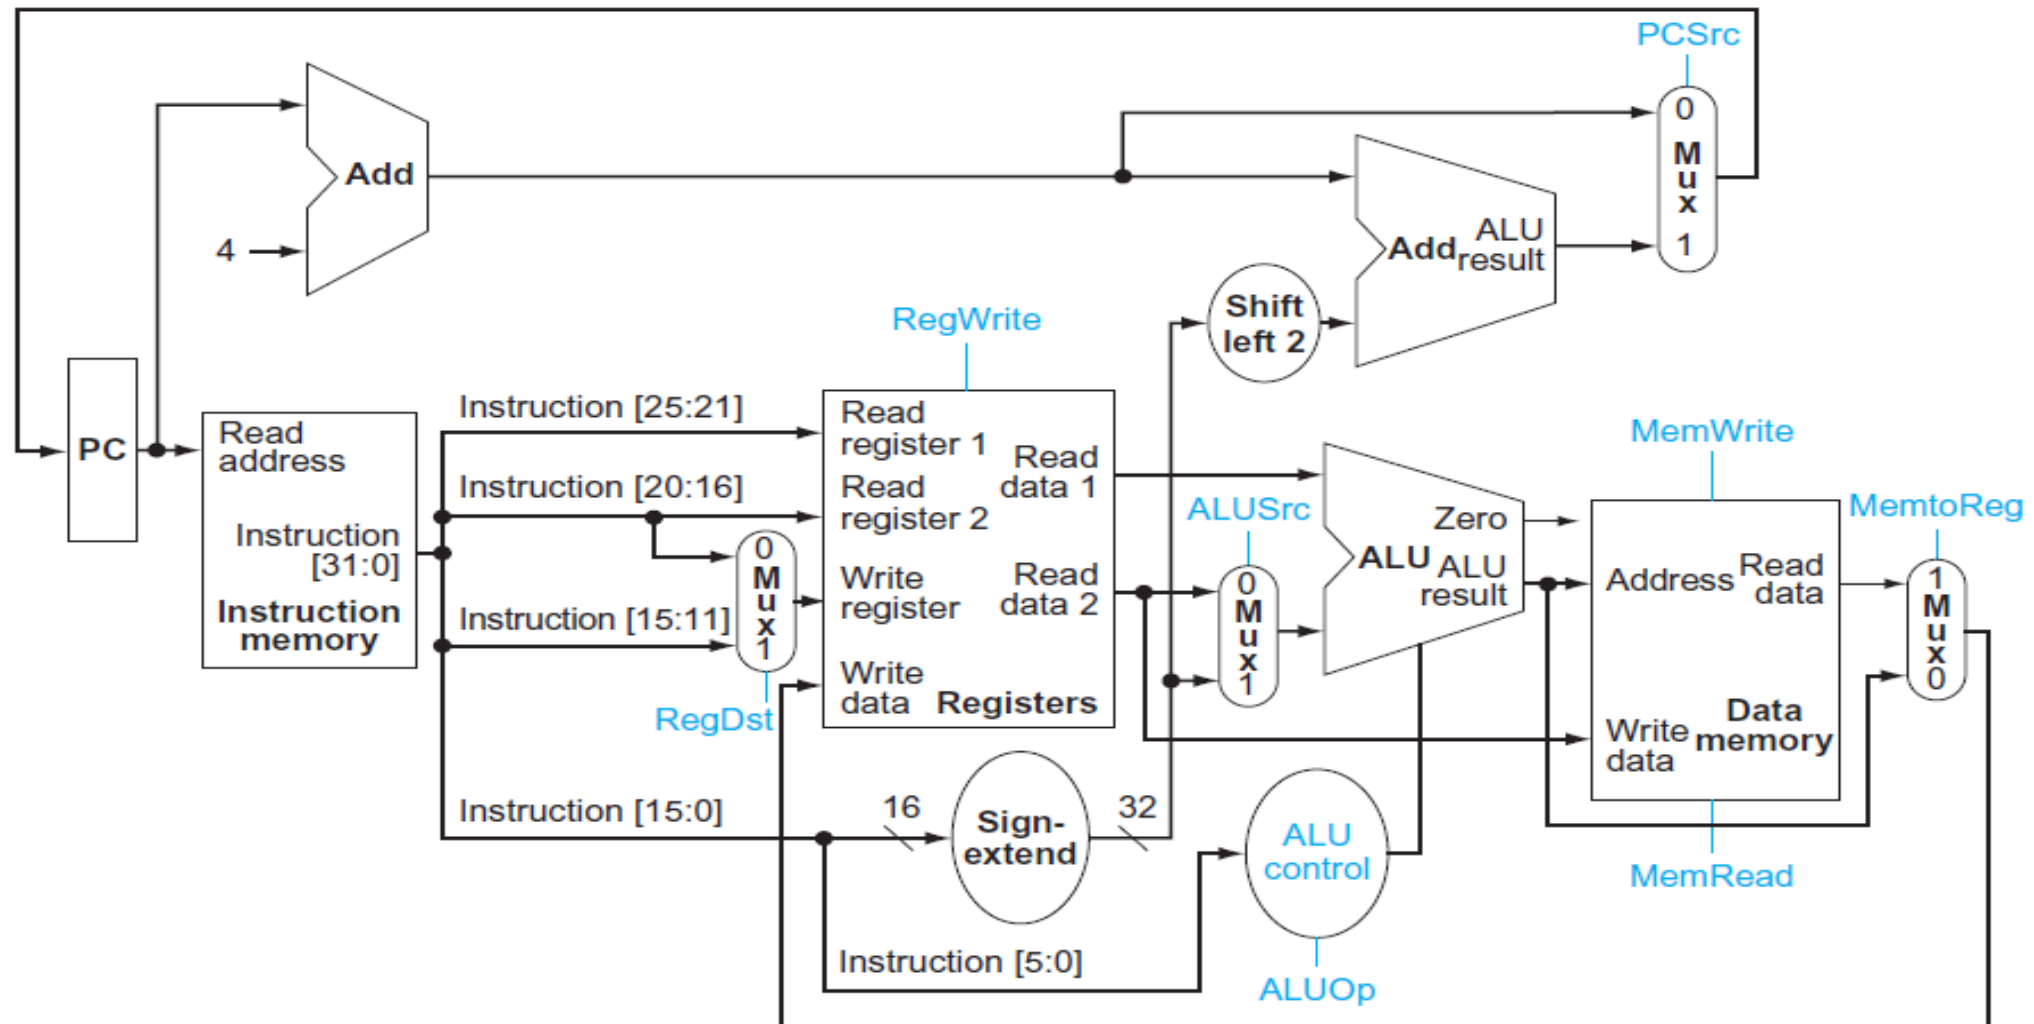 PCSrc
0
M
u
x
1
Add
4
Add
ALU
result
Shift
left 2
RegWrite
PC
Read
address
Instruction
[31:0]
Instruction
memory
Instruction [25:21]
Instruction [20:16]
Instruction [15:11]
Instruction [15:0]
Instruction [5:0]
0
M
u
x
1
RegDst
Read
register 1
Read
register 2
Write
register
Write
data
Read
data 1
Read
data 2
Registers
16
Sign-
extend
32
ALUSrc
0
M
u
x
1
Zero
ALU
ALU
result
ALU
control
ALUOp
MemWrite
Address
Read
data
Write
data
Data
memory
MemRead
MemtoReg
1
M
u
x
0